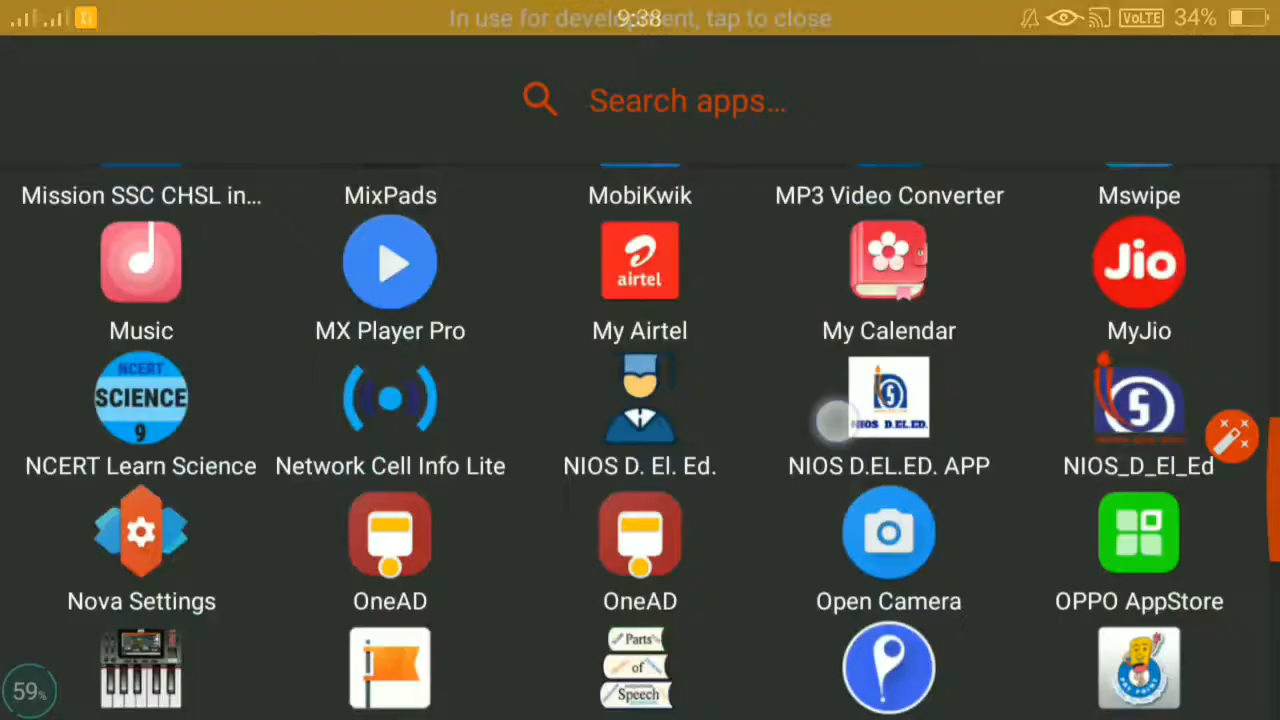 In use for development, tap to close
9:38
VoLTE
34%
Search apps...
Mission SSC CHSL in...
MixPads
MobiKwik
MP3 Video Converter
Mswipe
airtel
Jio
Music
MX Player Pro
My Airtel
My Calendar
MyJio
NCERT
SCIENCE
9
NIOS D.EL.ED.
NCERT Learn Science
Network Cell Info Lite
NIOS D. El. Ed.
NIOS D.EL.ED. APP
NIOS_D_El_Ed
Nova Settings
OneAD
OneAD
Open Camera
OPPO AppStore
Parts
of
Speech
PAY POINT
59%